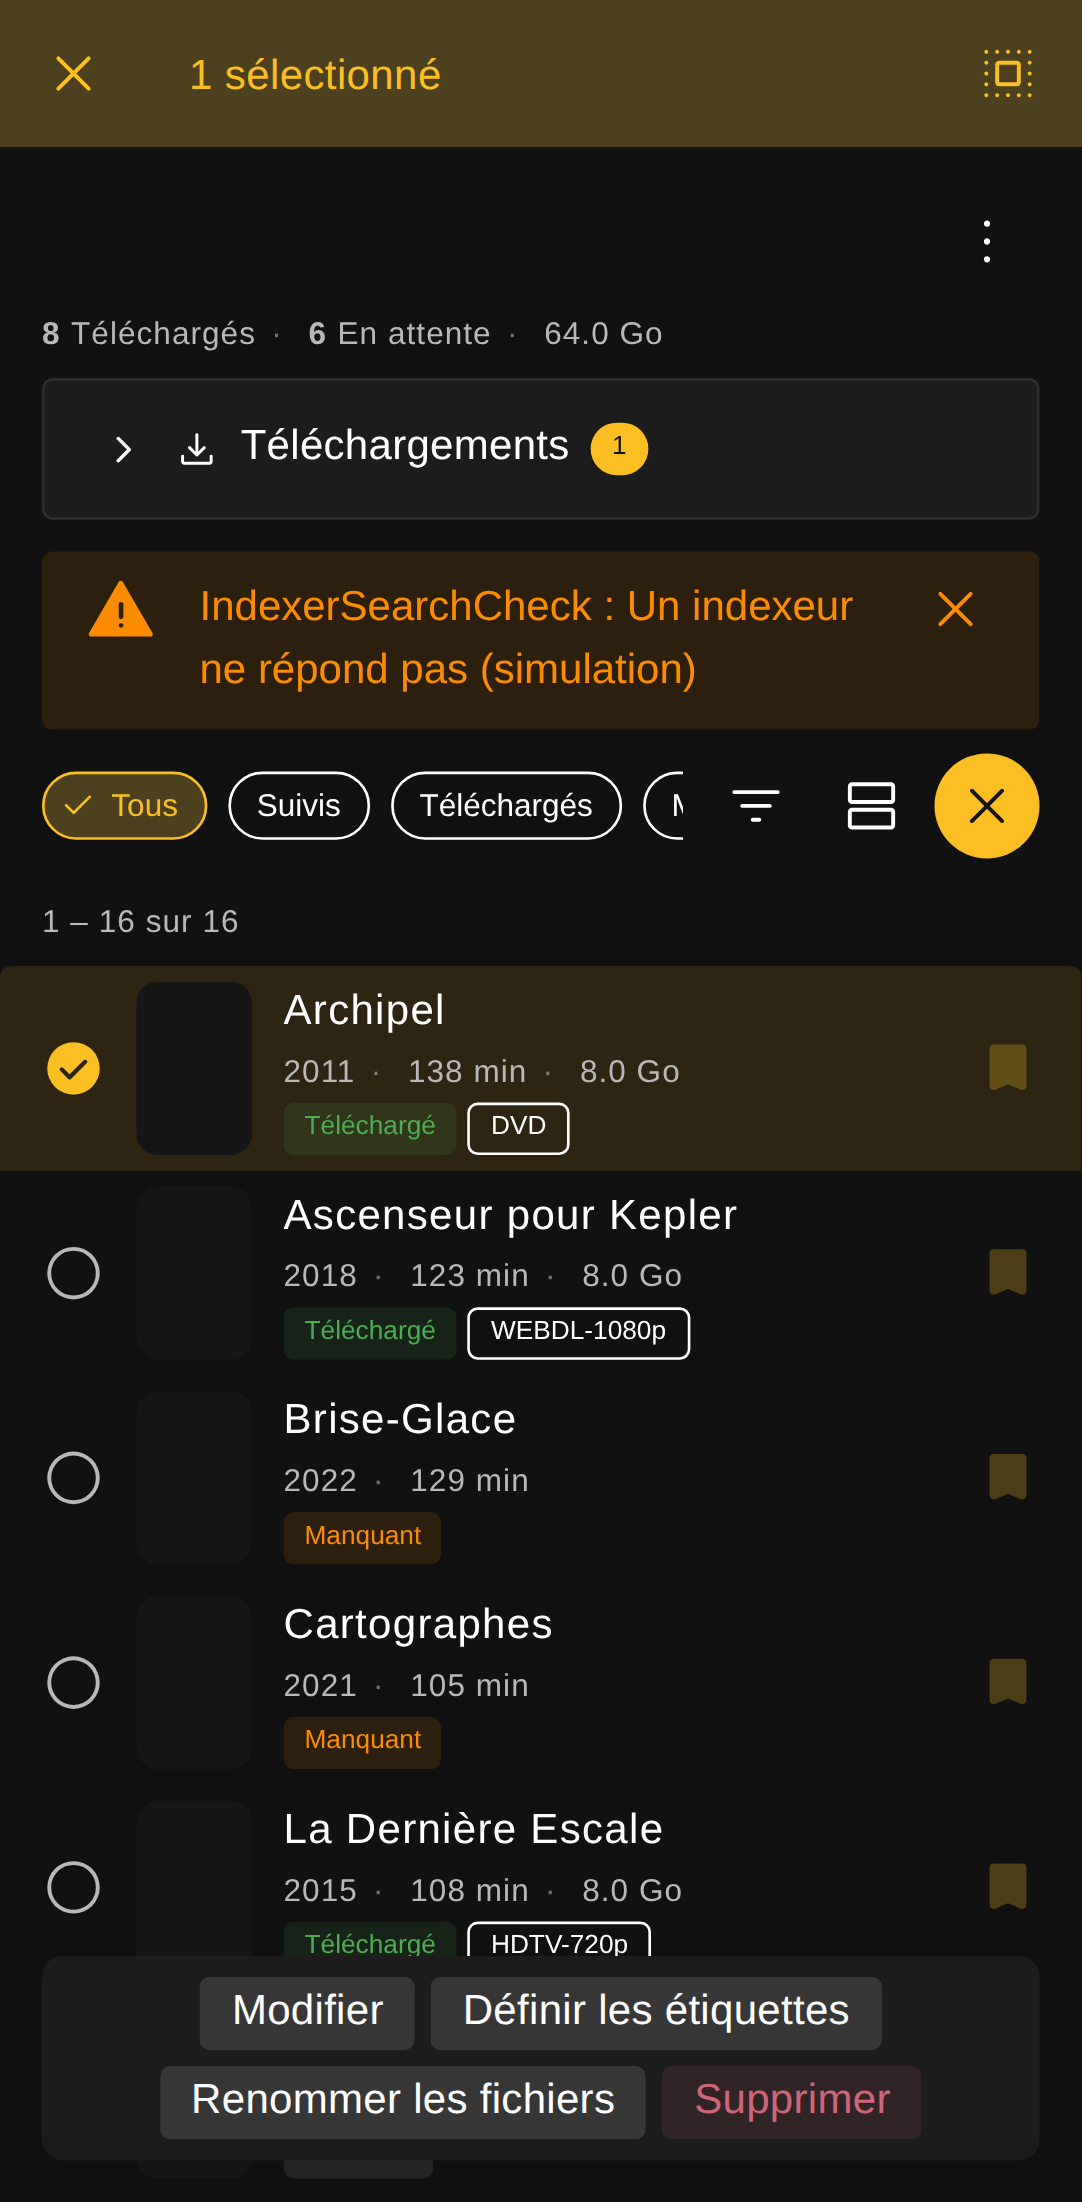 1 sélectionné
8 Téléchargés · 6 En attente · 64.0 Go
Téléchargements 1
IndexerSearchCheck : Un indexeur
ne répond pas (simulation)
Tous Suivis Téléchargés
1 – 16 sur 16
Archipel
2011 · 138 min · 8.0 Go
Téléchargé DVD
Ascenseur pour Kepler
2018 · 123 min · 8.0 Go
Téléchargé WEBDL-1080p
Brise-Glace
2022 · 129 min
Manquant
Cartographes
2021 · 105 min
Manquant
La Dernière Escale
2015 · 108 min · 8.0 Go
Téléchargé HDTV-720p
Modifier Définir les étiquettes
Renommer les fichiers Supprimer